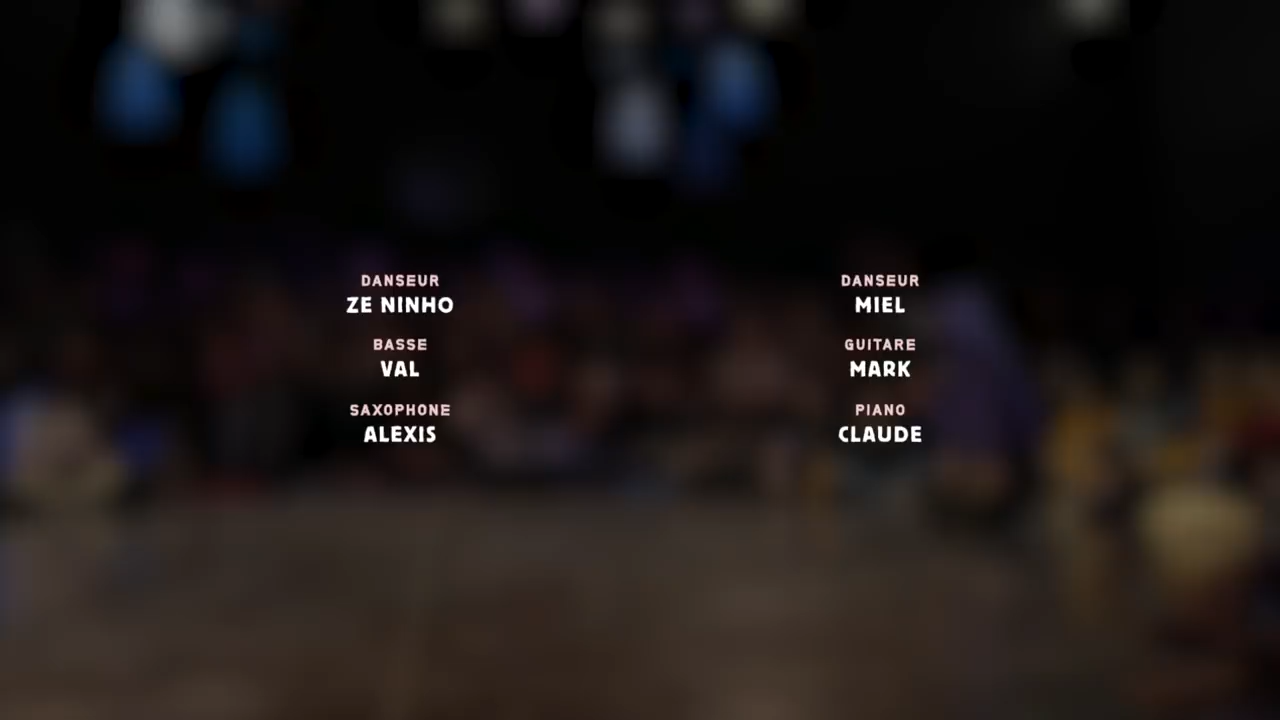 DANSEUR
ZE NINHO
BASSE
VAL
SAXOPHONE
ALEXIS
DANSEUR
MIEL
GUITARE
MARK
PIANO
CLAUDE